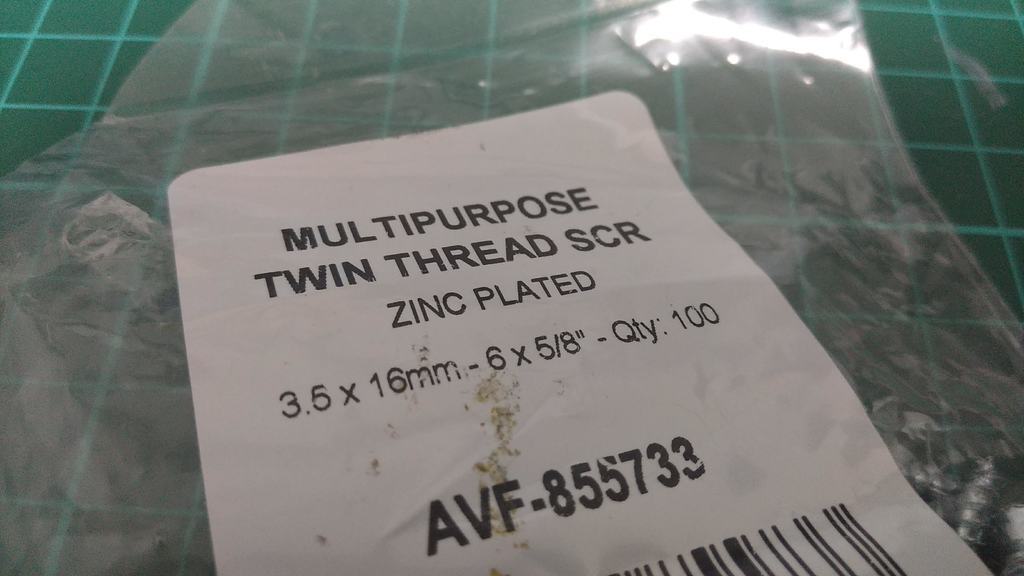 MULTIPURPOSE
TWIN THREAD SCR
ZINC PLATED
3.5 x 16mm - 6 x 5/8" - Qty: 100
AVF-855733